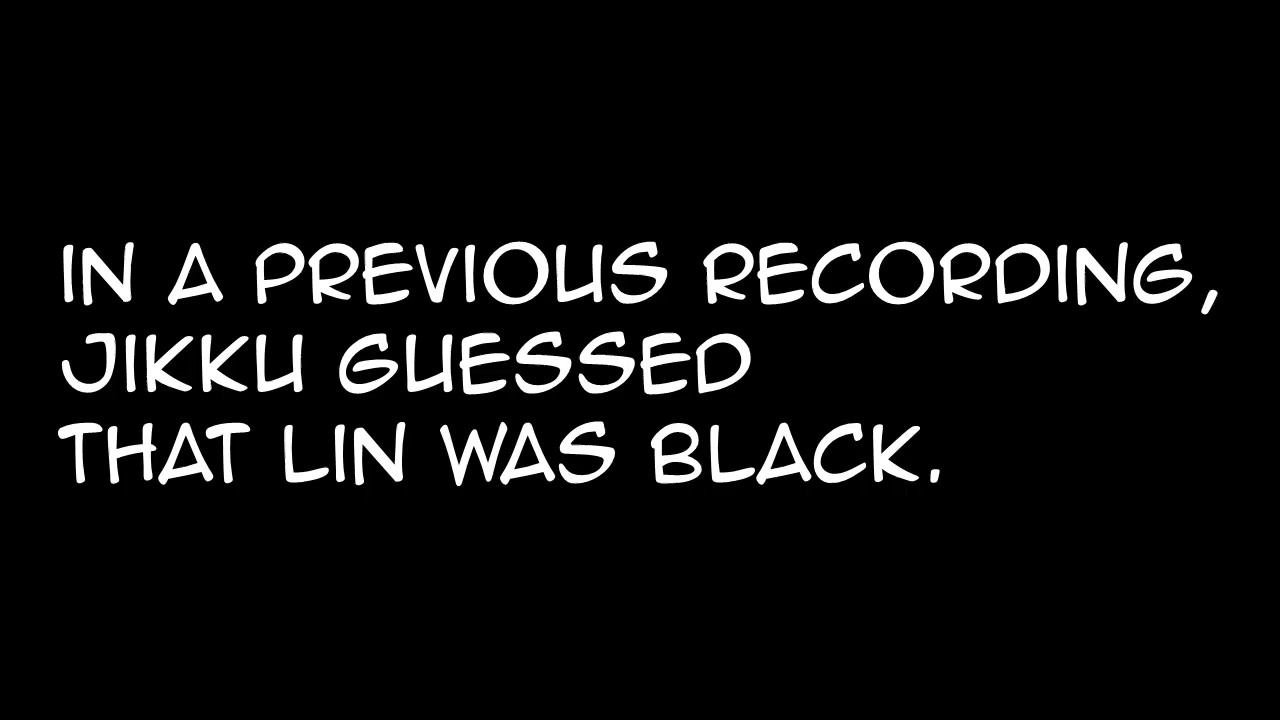 IN A PREVIOUS RECORDING,
JIKKU GUESSED
THAT LIN WAS BLACK.